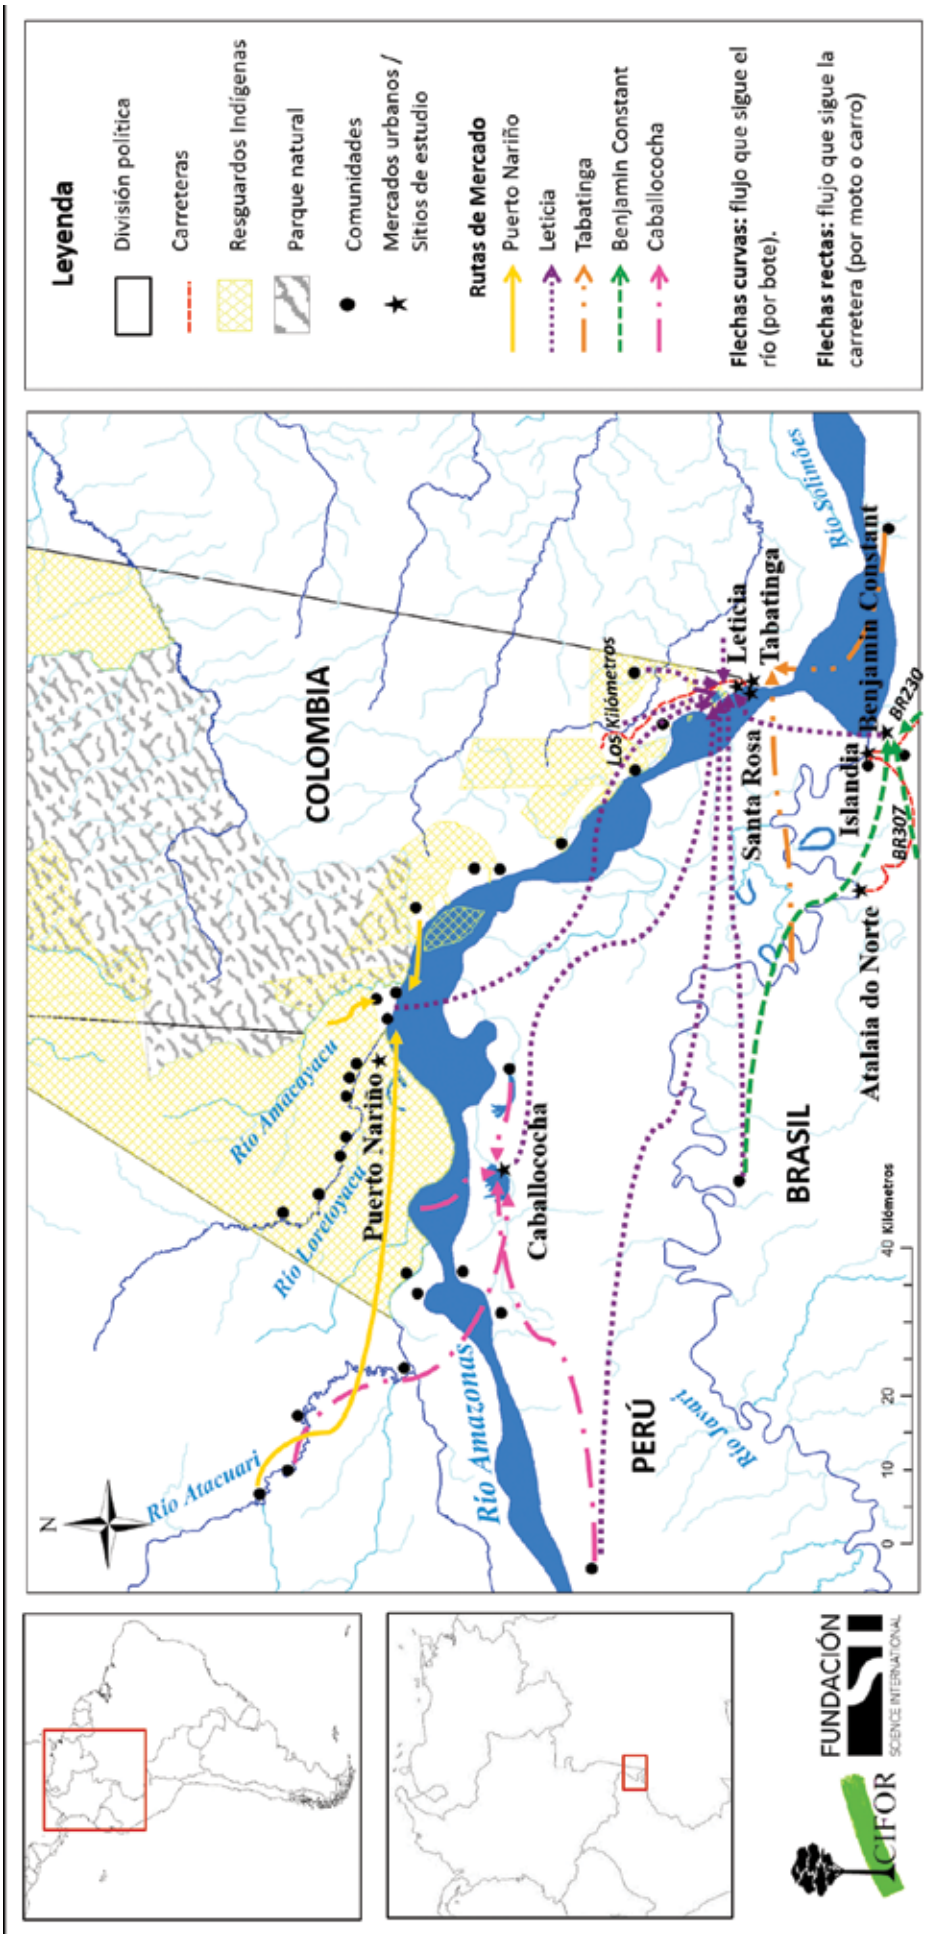 N
COLOMBIA
PERÚ
BRASIL
Río Atacuari
Río Loretoyacu
Río Amacayacu
Río Amazonas
Río Javarí
Río Solimões
Puerto Nariño
Caballococha
Los Kilómetros
Leticia
Tabatinga
Santa Rosa
Islandia
Benjamin Constant
Atalaia do Norte
BR307
BR230
0 10 20 40 Kilómetros
Leyenda
División política
Carreteras
Resguardos Indígenas
Parque natural
Comunidades
Mercados urbanos /
Sitios de estudio
Rutas de Mercado
Puerto Nariño
Leticia
Tabatinga
Benjamin Constant
Caballococha
Flechas curvas: flujo que sigue el
río (por bote).
Flechas rectas: flujo que sigue la
carretera (por moto o carro)
CIFOR
FUNDACIÓN
SCIENCE INTERNATIONAL